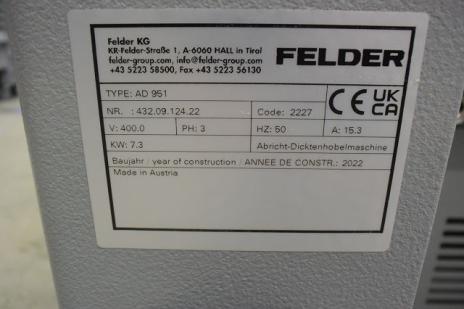 Felder KG
KR-Felder-Straße 1, A-6060 HALL in Tirol
felder-group.com, info@felder-group.com
+43 5223 58500, Fax +43 5223 56130
FELDER
TYPE: AD 951
NR. : 432.09.124.22 Code: 2227
CE UK CA
V: 400.0 PH: 3 HZ: 50 A: 15.3
KW: 7.3 Abricht-Dicktenhobelmaschine
Baujahr / year of construction / ANNEE DE CONSTR.: 2022
Made in Austria